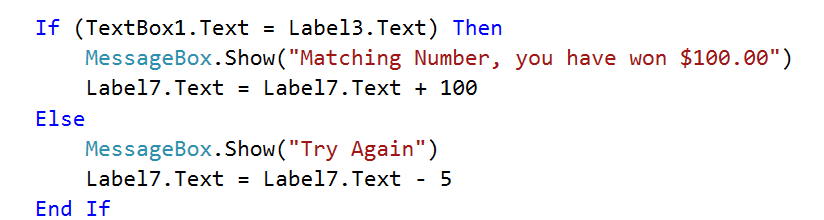 If (TextBox1.Text = Label3.Text) Then
    MessageBox.Show("Matching Number, you have won $100.00")
    Label7.Text = Label7.Text + 100
Else
    MessageBox.Show("Try Again")
    Label7.Text = Label7.Text - 5
End If